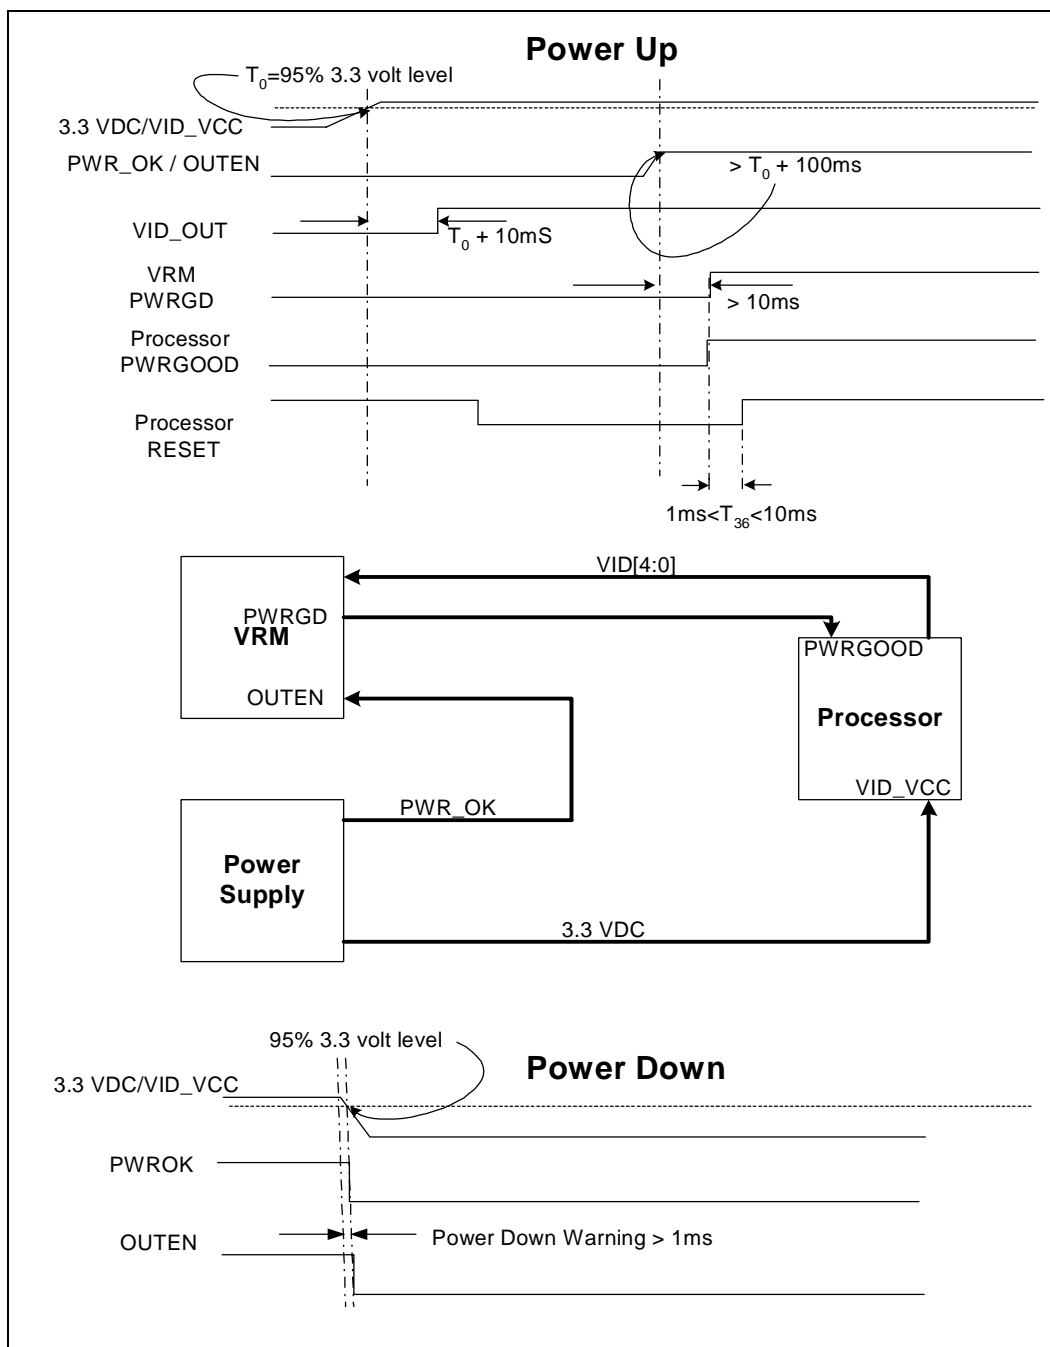 Power Up
T0=95% 3.3 volt level
3.3 VDC/VID_VCC
PWR_OK / OUTEN
> T0 + 100ms
VID_OUT
T0 + 10mS
VRM
PWRGD
> 10ms
Processor
PWRGOOD
Processor
RESET
1ms<T36<10ms
VID[4:0]
PWRGD
VRM
OUTEN
PWRGOOD
Processor
VID_VCC
PWR_OK
Power
Supply
3.3 VDC
95% 3.3 volt level
Power Down
3.3 VDC/VID_VCC
PWROK
OUTEN
Power Down Warning > 1ms